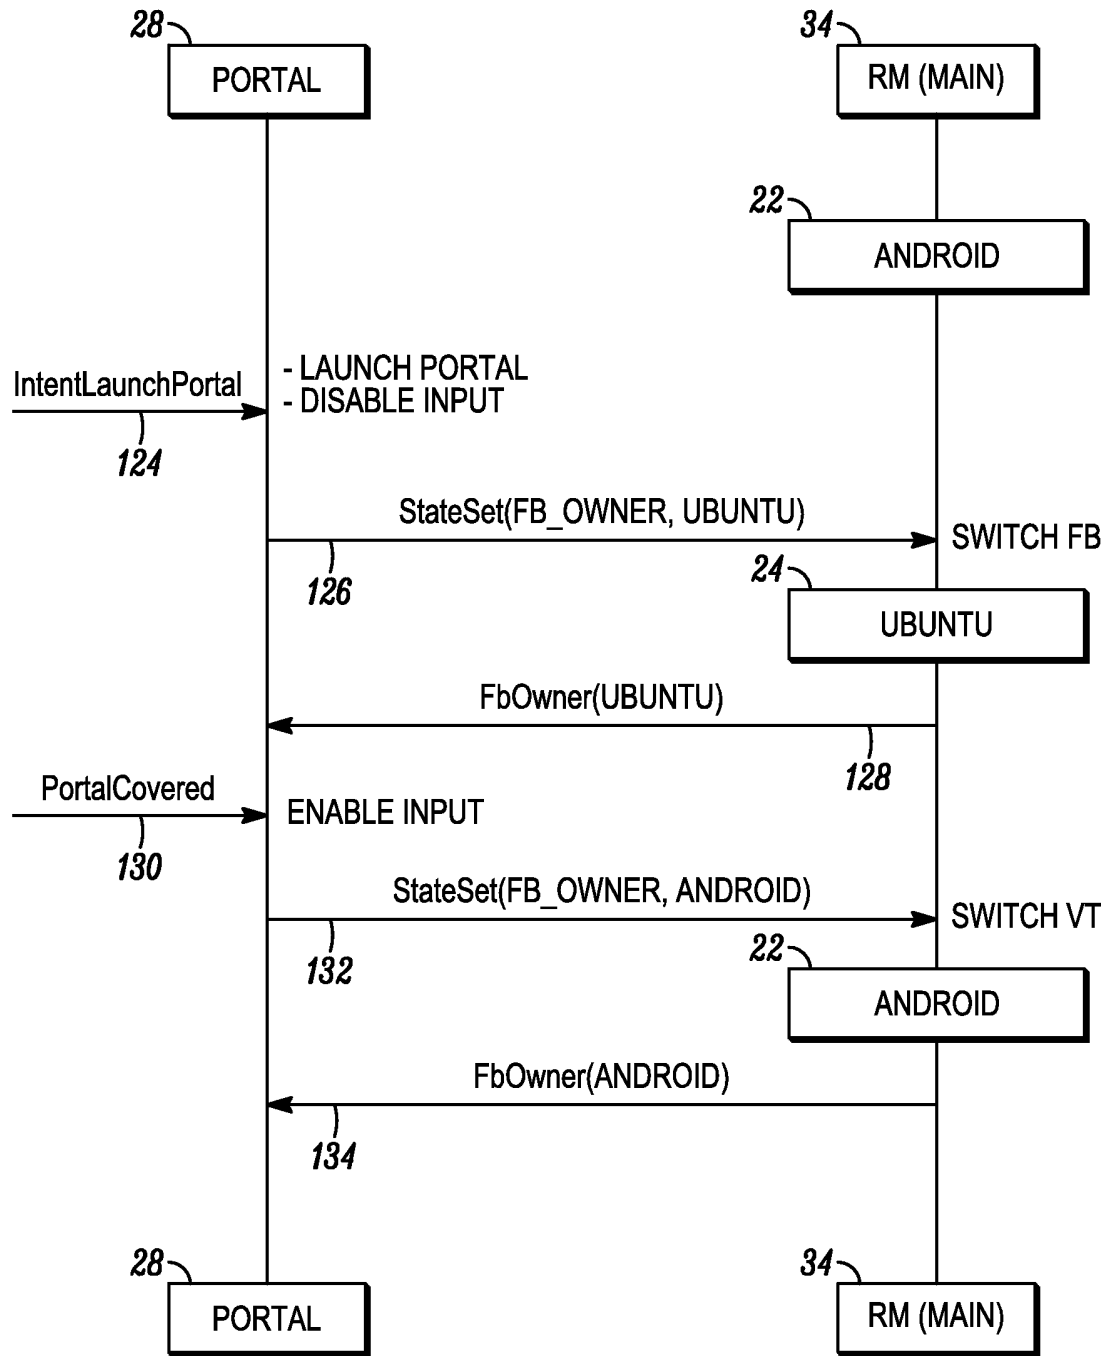 28
34
PORTAL
RM (MAIN)
22
ANDROID
IntentLaunchPortal
- LAUNCH PORTAL
- DISABLE INPUT
124
StateSet(FB_OWNER, UBUNTU)
SWITCH FB
126
24
UBUNTU
FbOwner(UBUNTU)
128
PortalCovered
ENABLE INPUT
130
StateSet(FB_OWNER, ANDROID)
SWITCH VT
132
22
ANDROID
FbOwner(ANDROID)
134
28
34
PORTAL
RM (MAIN)